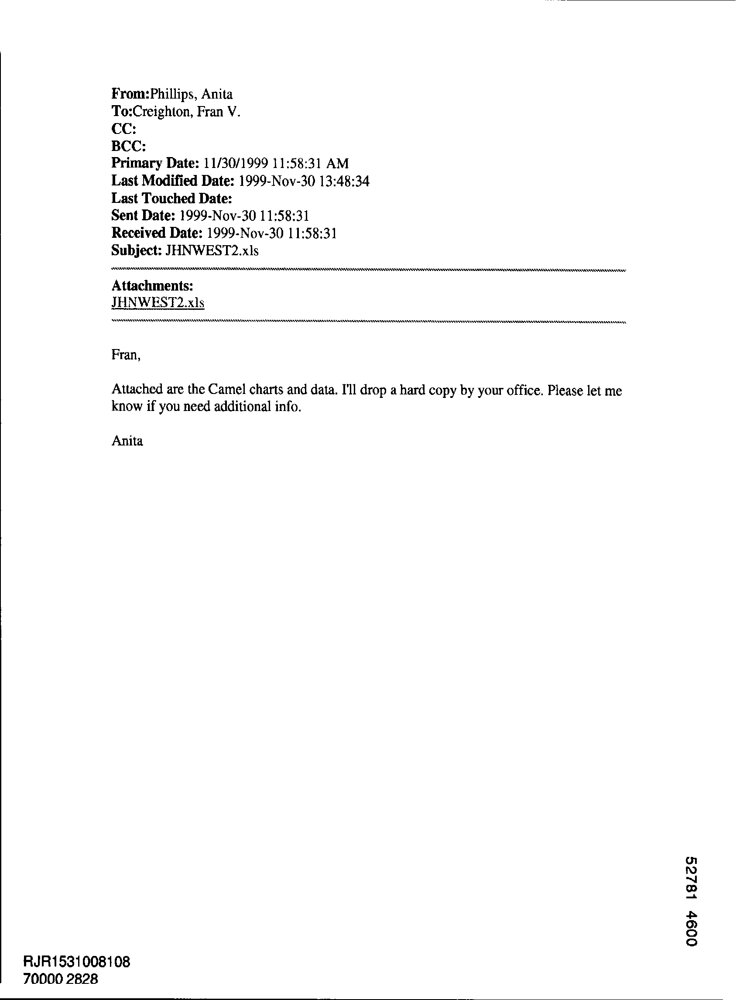 From:Phillips, Anita
To:Creighton, Fran V.
CC:
BCC:
Primary Date: 11/30/1999 11:58:31 AM
Last Modified Date: 1999-Nov-30 13:48:34
Last Touched Date:
Sent Date: 1999-Nov-30 11:58:31
Received Date: 1999-Nov-30 11:58:31
Subject: JHNWEST2.xls
Attachments:
JHNWEST2.xls
Fran,
Attached are the Camel charts and data. I'll drop a hard copy by your office. Please let me
know if you need additional info.
Anita
52781 4600
RJR1531008108
70000 2828